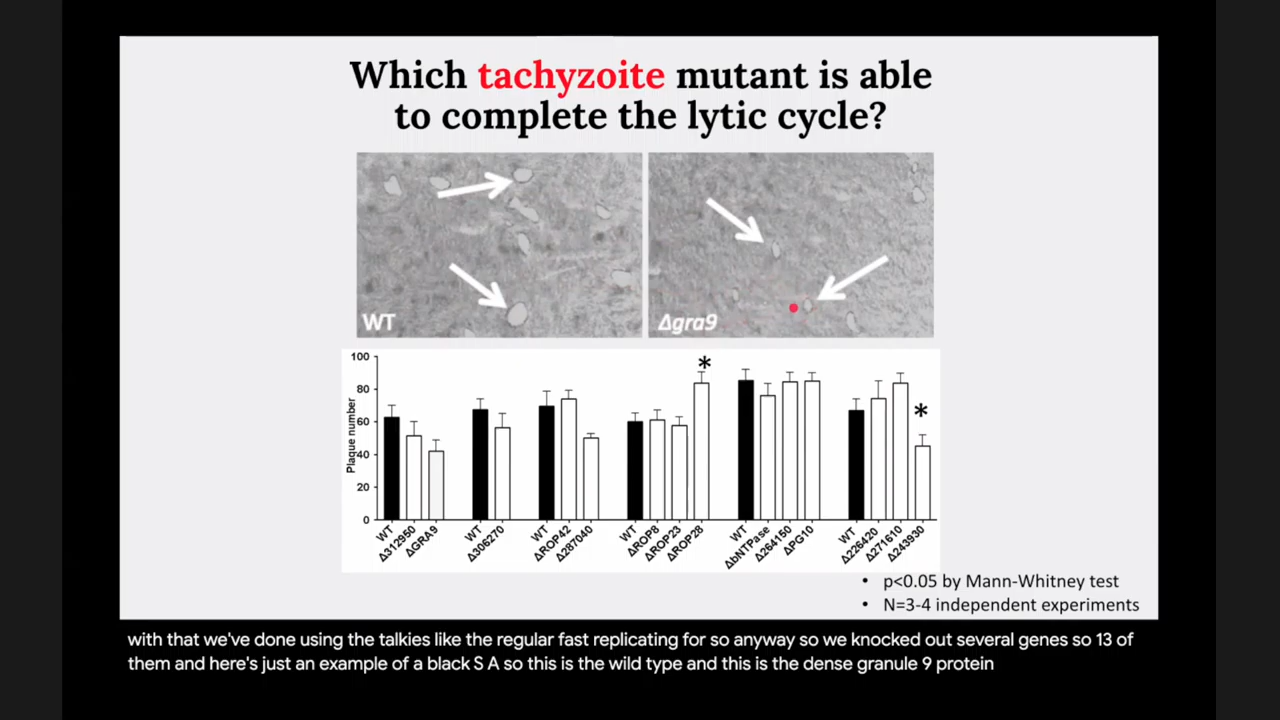 Which tachyzoite mutant is able
to complete the lytic cycle?
WT
Δgra9
*
*
100
80
60
40
20
0
Plaque number
WT
Δ312950
ΔGRA9
WT
Δ306270
WT
ΔROP42
Δ287040
WT
ΔROP8
ΔROP23
ΔROP28
WT
ΔbNTPase
Δ264150
ΔPG10
WT
Δ226420
Δ271610
Δ243930
• p<0.05 by Mann-Whitney test
• N=3-4 independent experiments
with that we've done using the talkies like the regular fast replicating for so anyway so we knocked out several genes so 13 of
them and here's just an example of a black S A so this is the wild type and this is the dense granule 9 protein